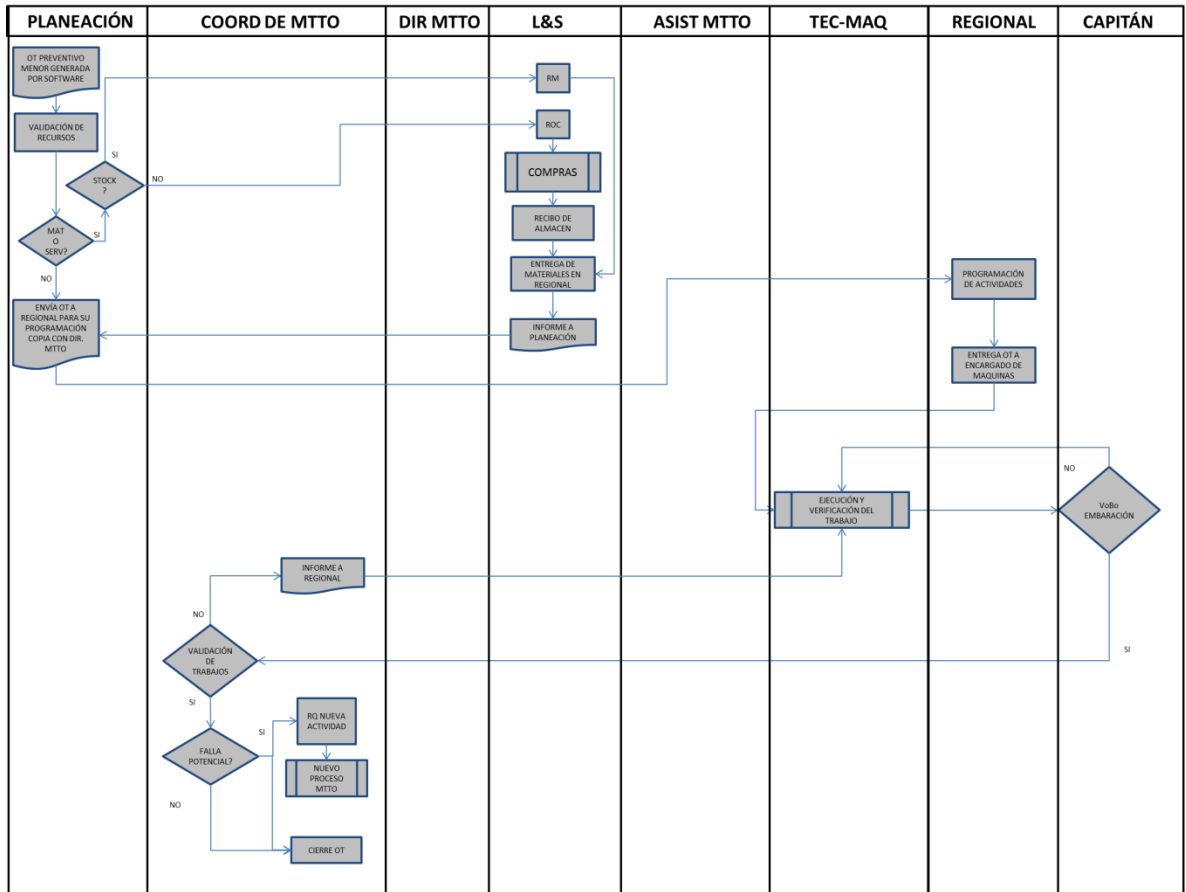 PLANEACIÓN
COORD DE MTTO
DIR MTTO
L&S
ASIST MTTO
TEC-MAQ
REGIONAL
CAPITÁN
OT PREVENTIVO
MENOR GENERADA
POR SOFTWARE
VALIDACIÓN DE
RECURSOS
SI
STOCK
?
NO
MAT
O
SERV?
SI
NO
ENVÍA OT A
REGIONAL PARA SU
PROGRAMACIÓN
COPIA CON DIR.
MTTO
RM
ROC
COMPRAS
RECIBO DE
ALMACEN
ENTREGA DE
MATERIALES EN
REGIONAL
INFORME A
PLANEACIÓN
PROGRAMACIÓN
DE ACTIVIDADES
ENTREGA OT A
ENCARGADO DE
MAQUINAS
EJECUCIÓN Y
VERIFICACIÓN DEL
TRABAJO
NO
VoBo
EMBARACIÓN
SI
INFORME A
REGIONAL
NO
VALIDACIÓN
DE
TRABAJOS
SI
FALLA
POTENCIAL?
SI
RQ NUEVA
ACTIVIDAD
NUEVO
PROCESO
MTTO
NO
CIERRE OT